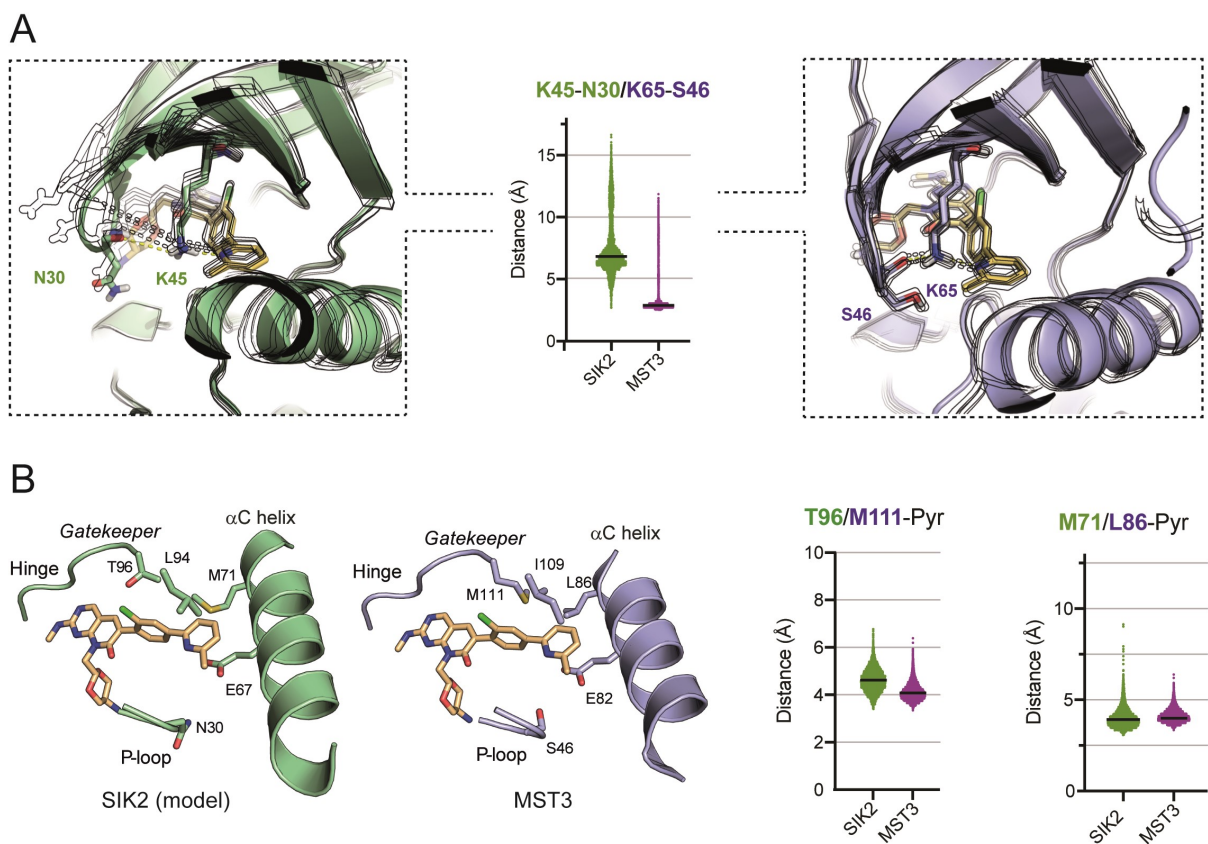 A
N30
K45
K45-N30/K65-S46
Distance (Å)
15
10
5
0
SIK2
MST3
K65
S46
B
Gatekeeper
αC helix
Hinge
T96
L94
M71
E67
N30
P-loop
SIK2 (model)
Gatekeeper
αC helix
Hinge
M111
I109
L86
E82
S46
P-loop
MST3
T96/M111-Pyr
Distance (Å)
10
8
6
4
2
0
SIK2
MST3
M71/L86-Pyr
Distance (Å)
10
5
0
SIK2
MST3